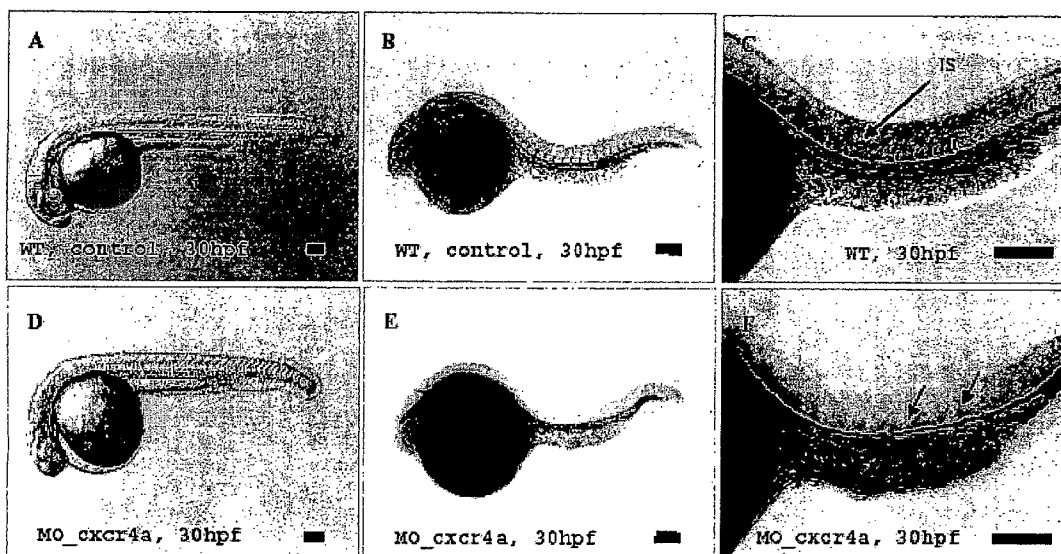 A
WT, control, 30hpf
B
WT, control, 30hpf
C
IS
WT, 30hpf
D
MO_cxcr4a, 30hpf
E
MO_cxcr4a, 30hpf
F
MO_cxcr4a, 30hpf